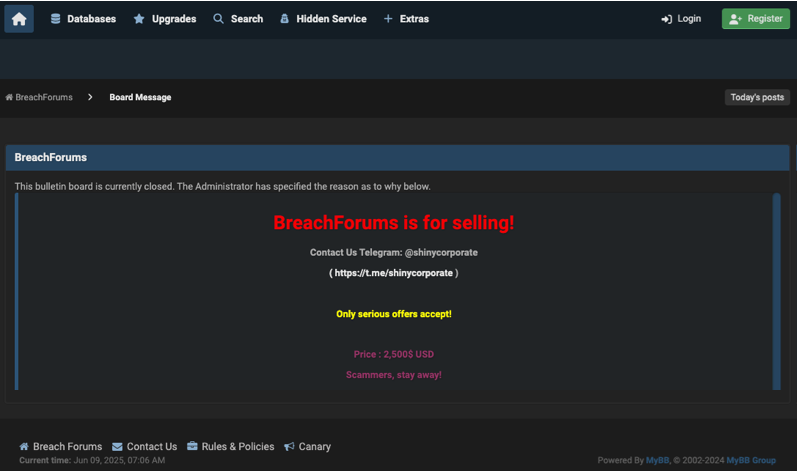 Databases Upgrades Search Hidden Service Extras Login Register
BreachForums Board Message Today's posts
BreachForums
This bulletin board is currently closed. The Administrator has specified the reason as to why below.
BreachForums is for selling!
Contact Us Telegram: @shinycorporate
( https://t.me/shinycorporate )
Only serious offers accept!
Price : 2,500$ USD
Scammers, stay away!
Breach Forums Contact Us Rules & Policies Canary
Current time: Jun 09, 2025, 07:06 AM Powered By MyBB, © 2002-2024 MyBB Group